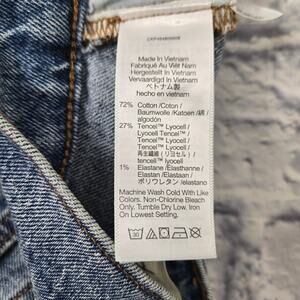 Made in Vietnam
Fabriqué Au Viêt Nam
Hergestellt In Vietnam
Vervaardigd in Vietnam
ベトナム製
hecho en vietnam
72% Cotton /Coton /
Baumwolle /Katoen /綿 /
algodón
27% Tencel™ Lyocell /
Lyocell Tencel™ /
Tencel™ Lyocell /
Tencel™ Lyocell /
再生繊維 (リヨセル) /
tencel™ lyocell
1% Elastane /Elasthanne /
Elastan /Elastaan /
ポリウレタン /elastano
Machine Wash Cold With Like
Colors. Non-Chlorine Bleach
Only. Tumble Dry Low. Iron
On Lowest Setting.
30